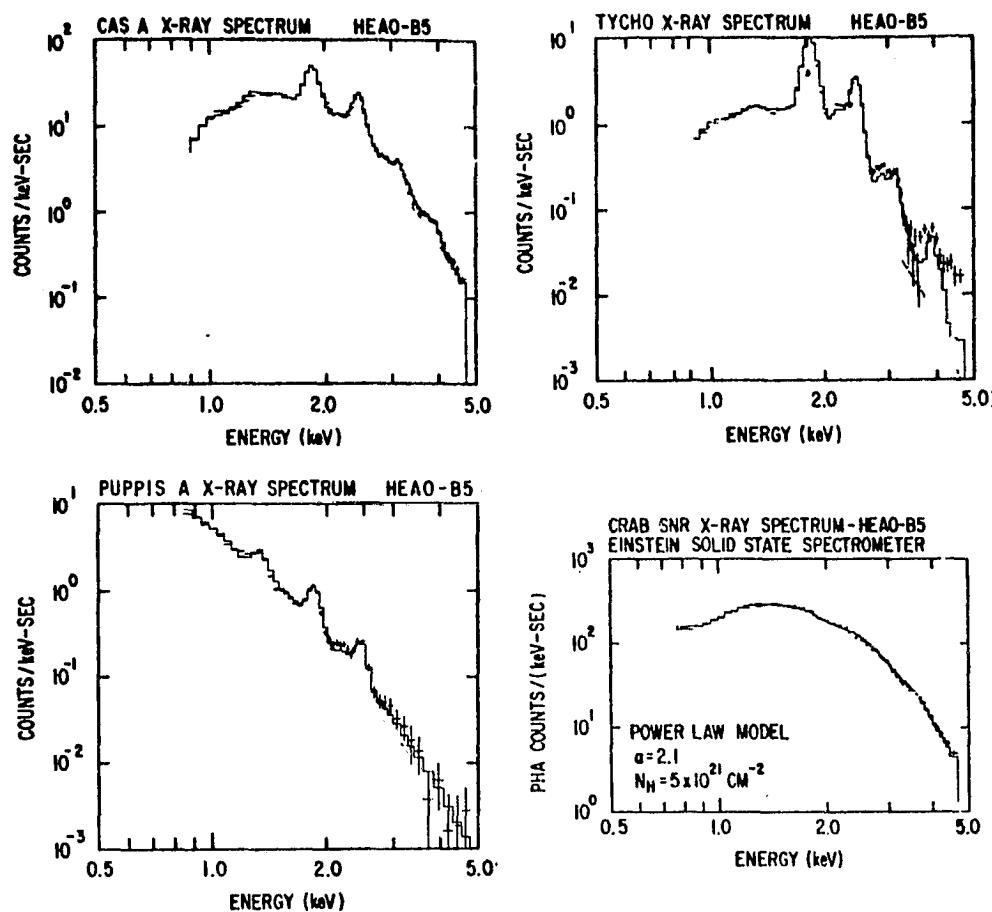 CAS A X-RAY SPECTRUM HEAO-B5
10²
10¹
10⁰
10⁻¹
10⁻²
COUNTS/KEV-SEC
0.5 1.0 2.0 5.0
ENERGY (keV)
TYCHO X-RAY SPECTRUM HEAO-B5
10¹
10⁰
10⁻¹
10⁻²
10⁻³
COUNTS/keV-SEC
0.5 1.0 2.0 5.0
ENERGY (keV)
PUPPIS A X-RAY SPECTRUM HEAO-B5
10¹
10⁰
10⁻¹
10⁻²
10⁻³
COUNTS/keV-SEC
0.5 1.0 2.0 5.0
ENERGY (keV)
CRAB SNR X-RAY SPECTRUM-HEAO-B5
EINSTEIN SOLID STATE SPECTROMETER
10³
10²
10¹
10⁰
PHA COUNTS/(keV-SEC)
POWER LAW MODEL
α=2.1
N_H=5x10²¹ CM⁻²
0.5 1.0 2.0 5.0
ENERGY (keV)